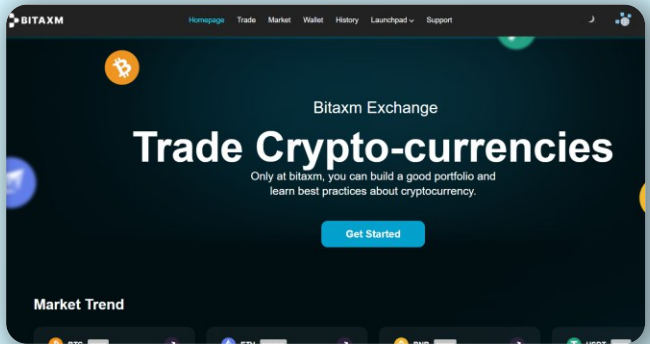 BITAXM
Homepage Trade Market Wallet History Launchpad Support
Bitaxm Exchange
Trade Crypto-currencies
Only at bitaxm, you can build a good portfolio and
learn best practices about cryptocurrency.
Get Started
Market Trend
BTC ETH BNB USDT